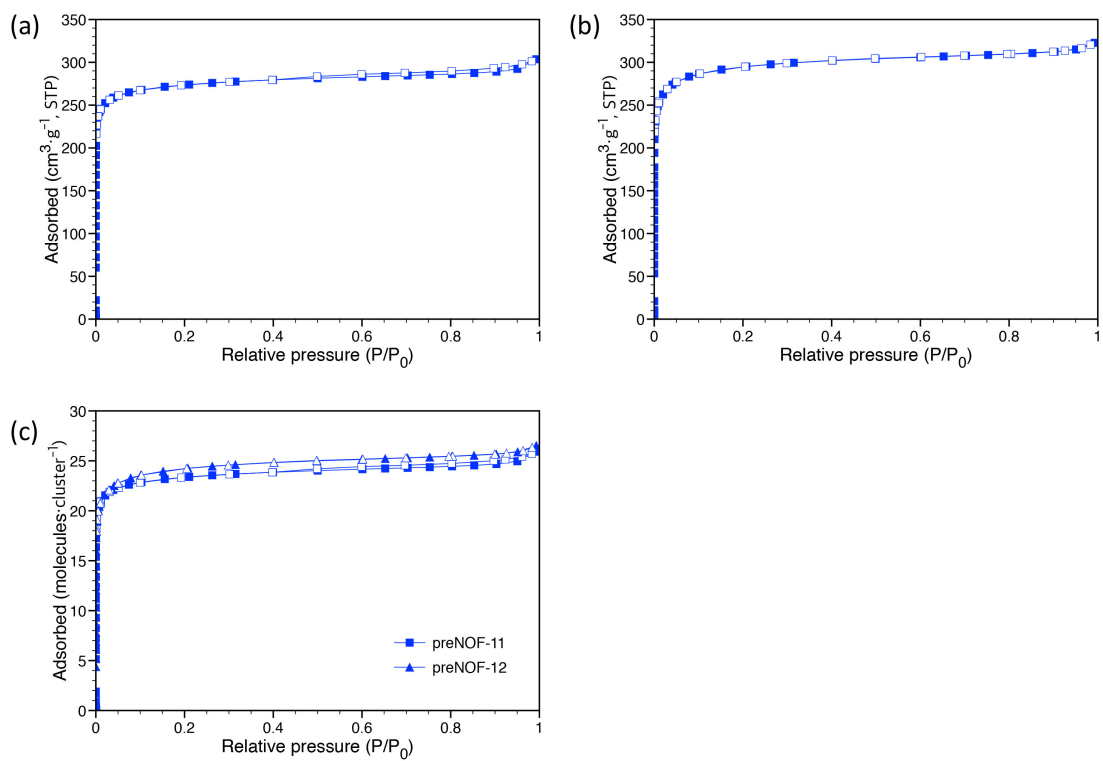 (a)
350
300
250
200
150
100
50
0
Adsorbed (cm³·g⁻¹, STP)
0 0.2 0.4 0.6 0.8 1
Relative pressure (P/P₀)
(b)
350
300
250
200
150
100
50
0
Adsorbed (cm³·g⁻¹, STP)
0 0.2 0.4 0.6 0.8 1
Relative pressure (P/P₀)
(c)
30
25
20
15
10
5
0
Adsorbed (molecules·cluster⁻¹)
preNOF-11
preNOF-12
0 0.2 0.4 0.6 0.8 1
Relative pressure (P/P₀)